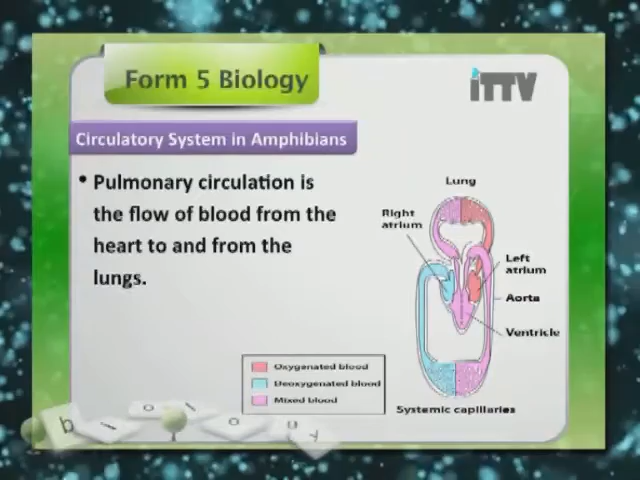 Form 5 Biology
iTTV
Circulatory System in Amphibians
• Pulmonary circulation is
the flow of blood from the
heart to and from the
lungs.
Lung
Right
atrium
Left
atrium
Aorta
Ventricle
Oxygenated blood
Deoxygenated blood
Mixed blood
Systemic capillaries
b i o l o g y